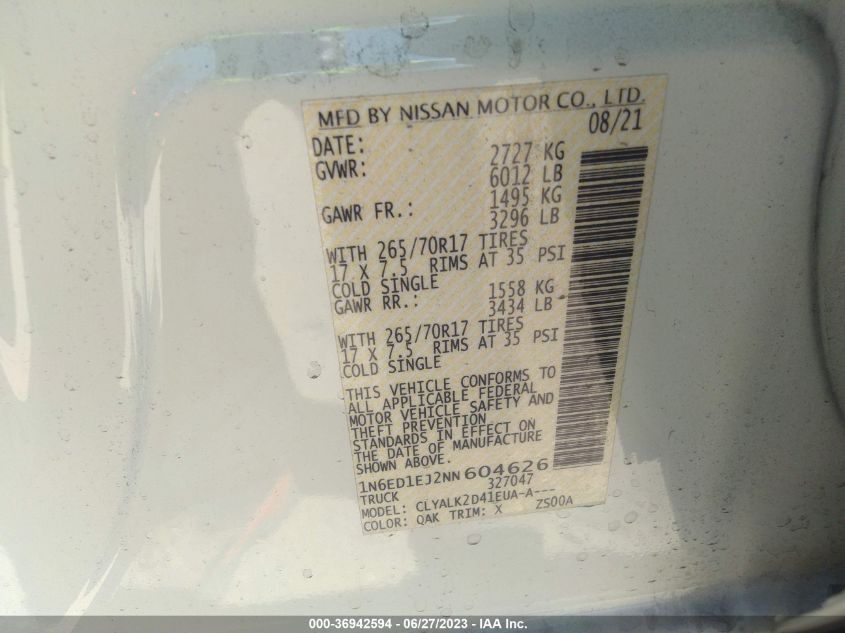 MFD BY NISSAN MOTOR CO., LTD.
DATE: 08/21
GVWR: 2727 KG
6012 LB
GAWR FR.: 1495 KG
3296 LB
WITH 265/70R17 TIRES
17 X 7.5 RIMS AT 35 PSI
COLD SINGLE
GAWR RR.: 1558 KG
3434 LB
WITH 265/70R17 TIRES
17 X 7.5 RIMS AT 35 PSI
COLD SINGLE
THIS VEHICLE CONFORMS TO
ALL APPLICABLE FEDERAL
MOTOR VEHICLE SAFETY AND
THEFT PREVENTION
STANDARDS IN EFFECT ON
THE DATE OF MANUFACTURE
SHOWN ABOVE.
1N6ED1EJ2NN604626
TRUCK 327047
MODEL: CLYALK2D41EUA-A---
COLOR: QAK TRIM: X ZS00A
000-36942594 - 06/27/2023 - IAA Inc.